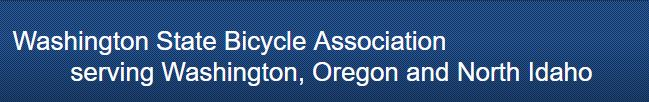 Washington State Bicycle Association
serving Washington, Oregon and North Idaho